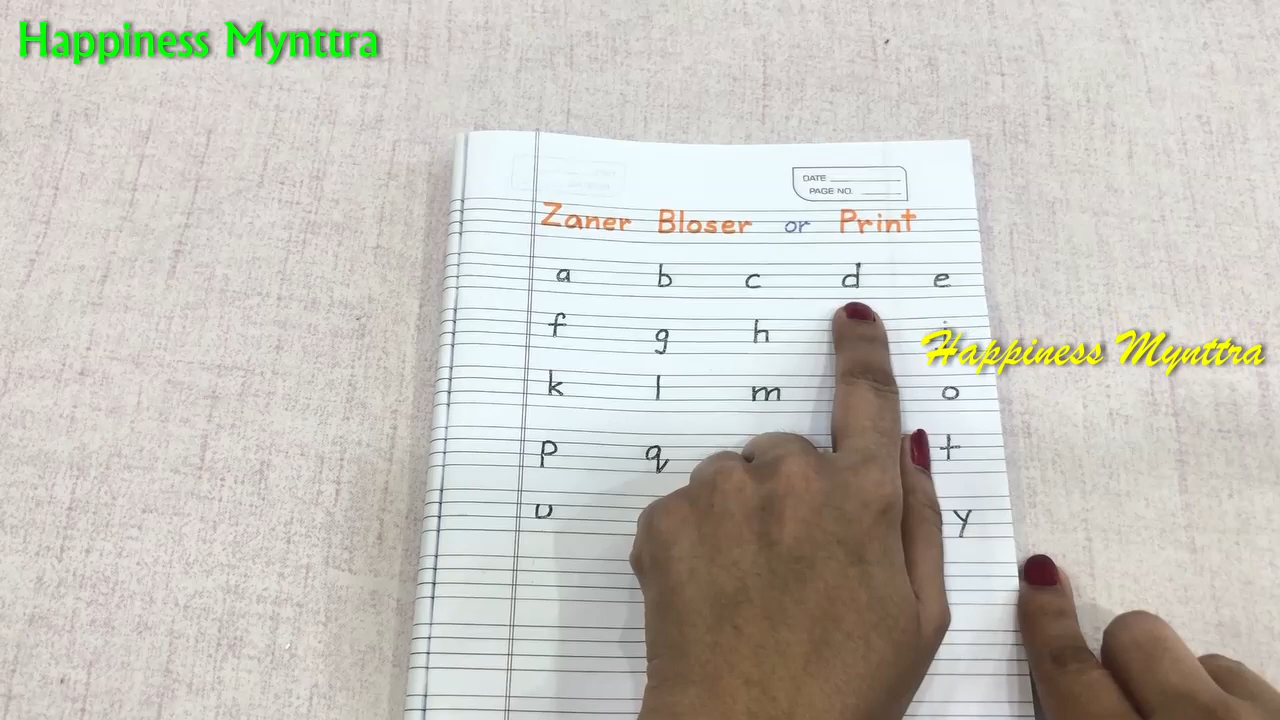 Happiness Mynttra
DATE
PAGE NO.
Zaner Bloser or Print
a b c d e
f g h
Happiness Mynttra
k l m o
p q t
u y